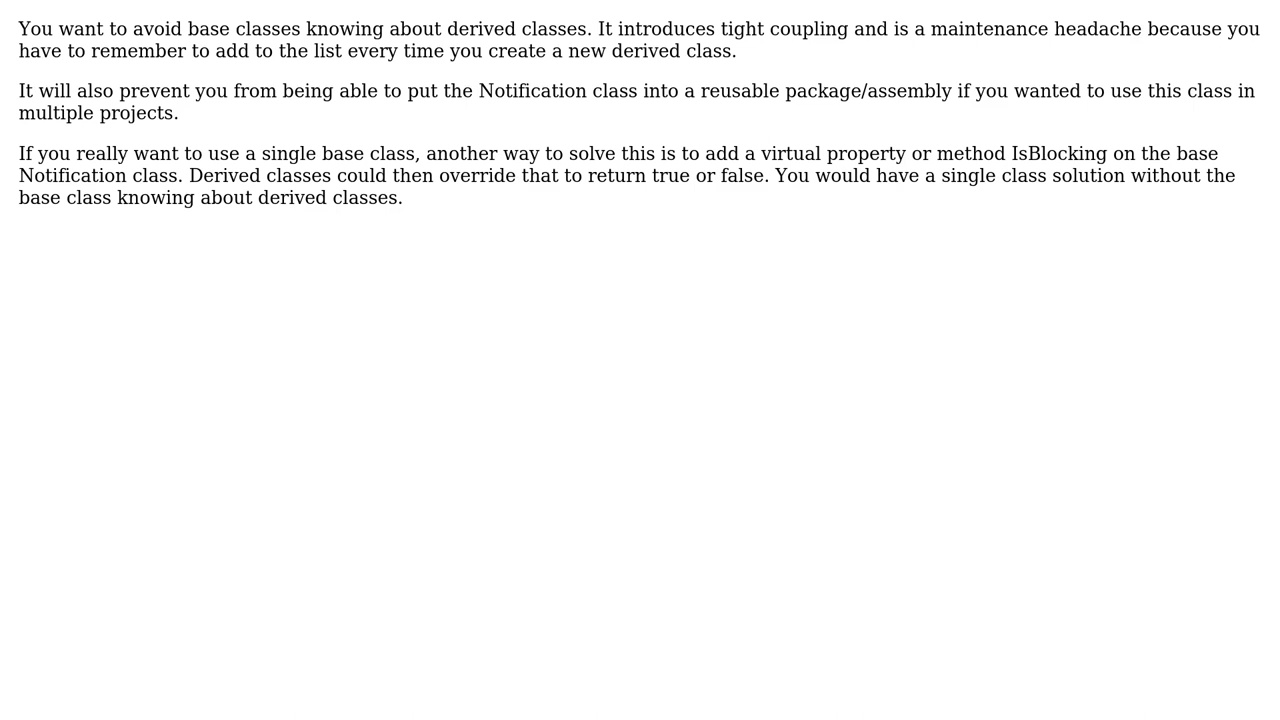 You want to avoid base classes knowing about derived classes. It introduces tight coupling and is a maintenance headache because you
have to remember to add to the list every time you create a new derived class.
It will also prevent you from being able to put the Notification class into a reusable package/assembly if you wanted to use this class in
multiple projects.
If you really want to use a single base class, another way to solve this is to add a virtual property or method IsBlocking on the base
Notification class. Derived classes could then override that to return true or false. You would have a single class solution without the
base class knowing about derived classes.